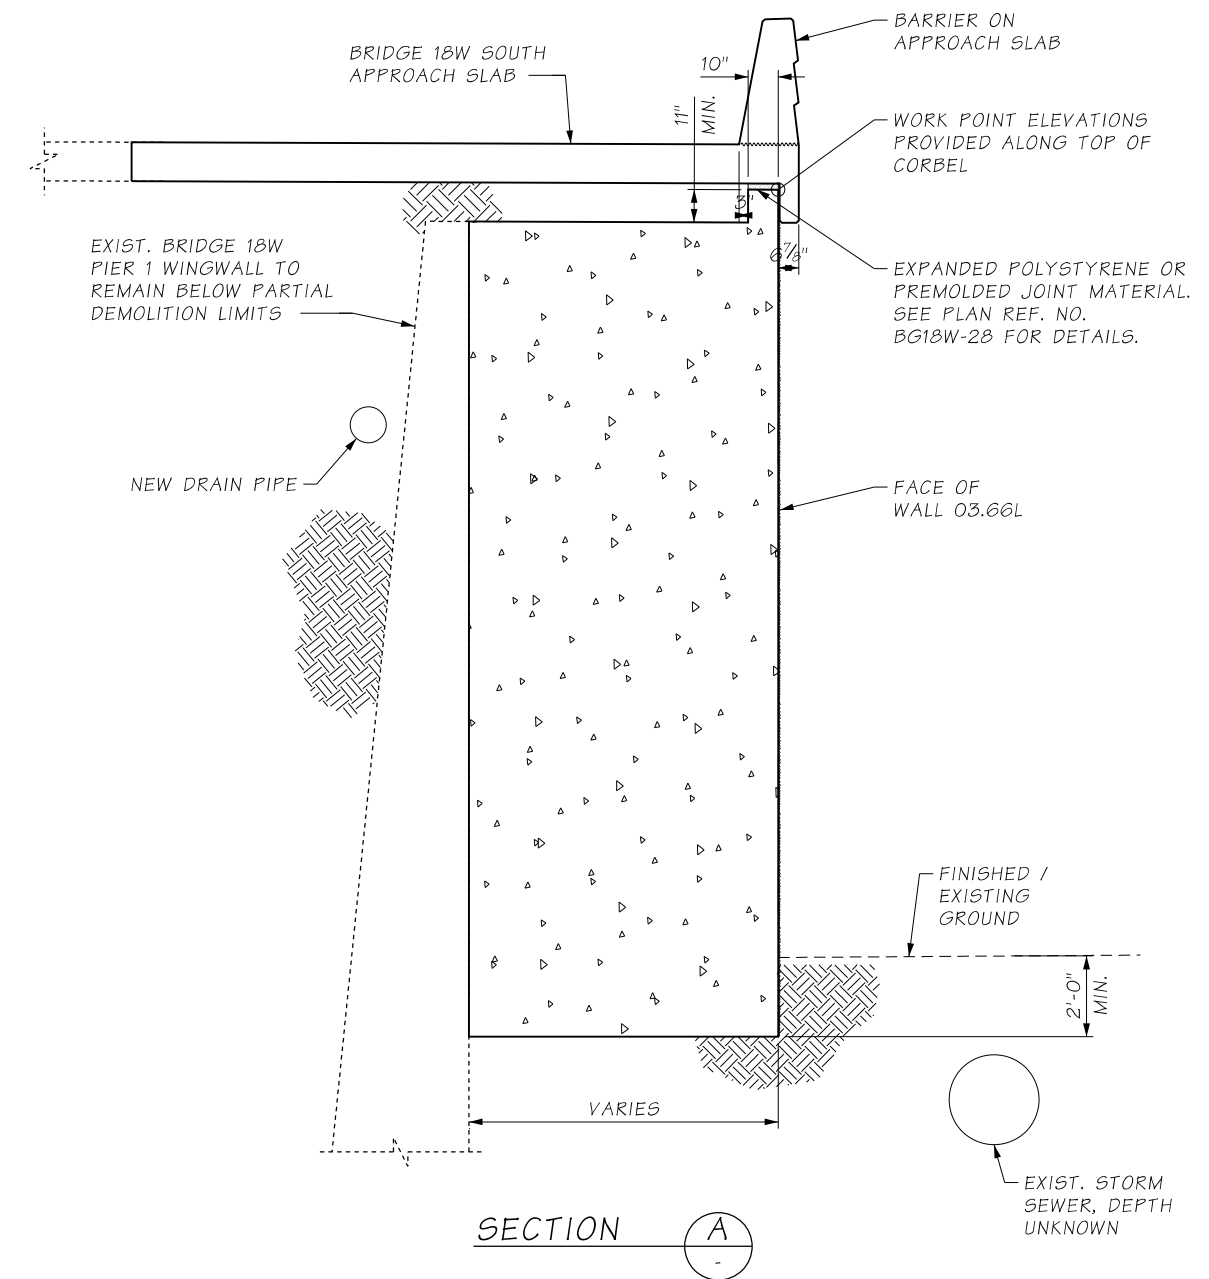 BARRIER ON
APPROACH SLAB
BRIDGE 18W SOUTH
APPROACH SLAB
10"
11"
MIN.
WORK POINT ELEVATIONS
PROVIDED ALONG TOP OF
CORBEL
3"
6⅞"
EXIST. BRIDGE 18W
PIER 1 WINGWALL TO
REMAIN BELOW PARTIAL
DEMOLITION LIMITS
EXPANDED POLYSTYRENE OR
PREMOLDED JOINT MATERIAL.
SEE PLAN REF. NO.
BG18W-28 FOR DETAILS.
NEW DRAIN PIPE
FACE OF
WALL 03.66L
FINISHED /
EXISTING
GROUND
2'-0"
MIN.
VARIES
EXIST. STORM
SEWER, DEPTH
UNKNOWN
SECTION A
-